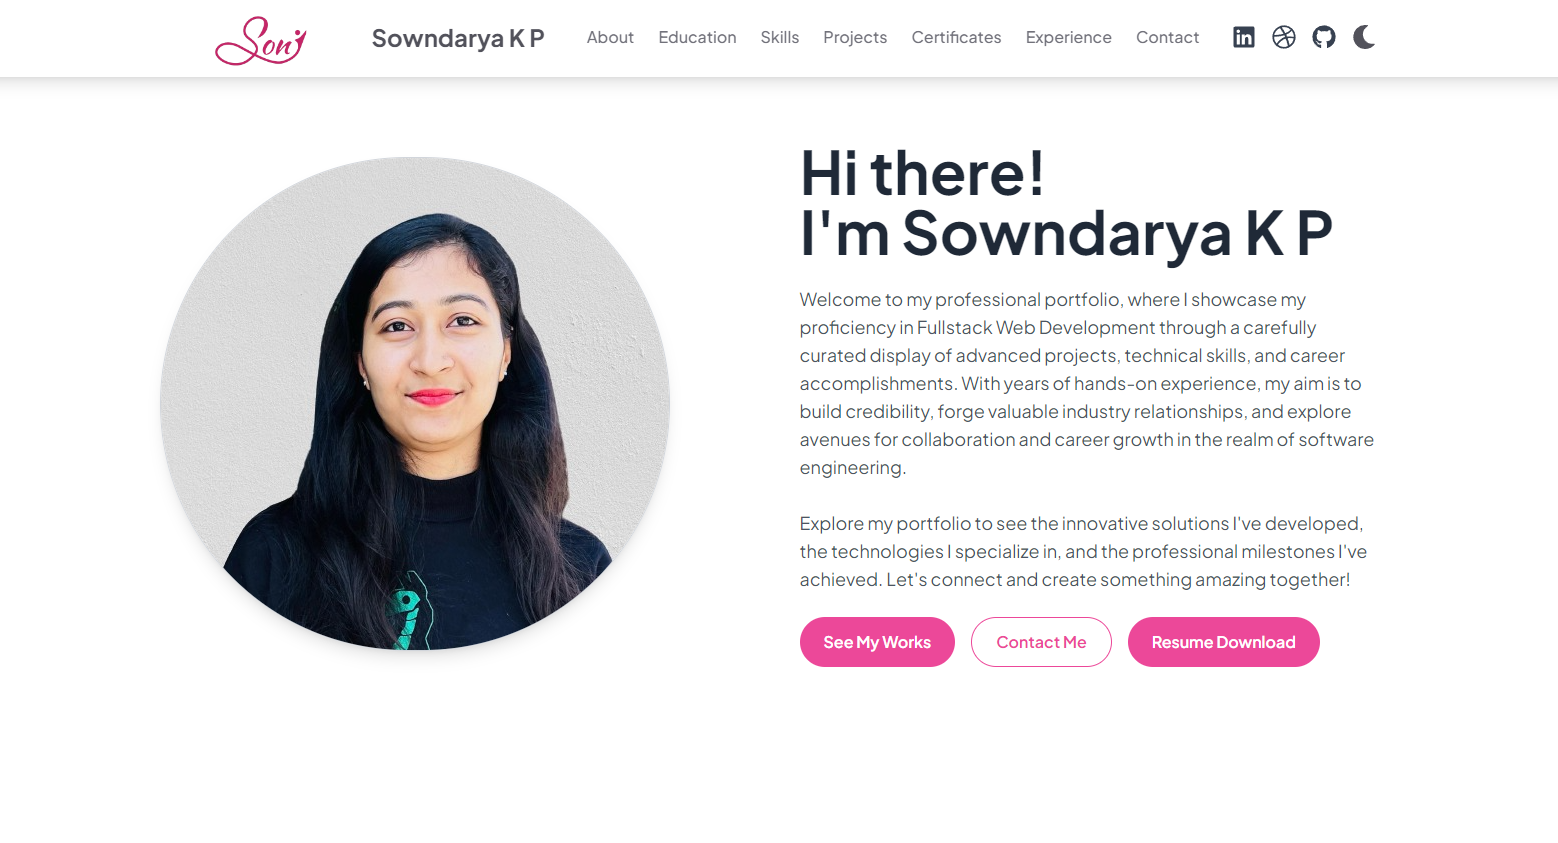 Soni
Sowndarya K P
About Education Skills Projects Certificates Experience Contact
in
Hi there!
I'm Sowndarya K P
Welcome to my professional portfolio, where I showcase my
proficiency in Fullstack Web Development through a carefully
curated display of advanced projects, technical skills, and career
accomplishments. With years of hands-on experience, my aim is to
build credibility, forge valuable industry relationships, and explore
avenues for collaboration and career growth in the realm of software
engineering.
Explore my portfolio to see the innovative solutions I've developed,
the technologies I specialize in, and the professional milestones I've
achieved. Let's connect and create something amazing together!
See My Works Contact Me Resume Download